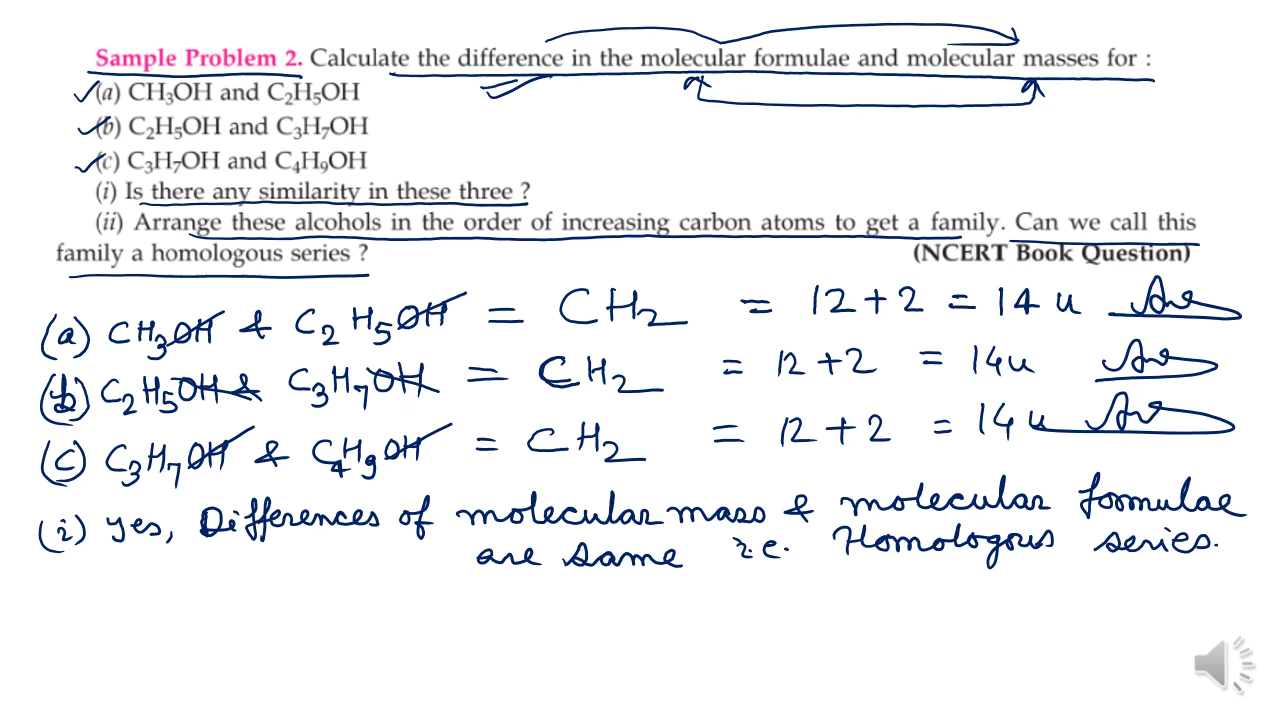 Sample Problem 2. Calculate the difference in the molecular formulae and molecular masses for :
(a) CH₃OH and C₂H₅OH
(b) C₂H₅OH and C₃H₇OH
(c) C₃H₇OH and C₄H₉OH
(i) Is there any similarity in these three ?
(ii) Arrange these alcohols in the order of increasing carbon atoms to get a family. Can we call this
family a homologous series ? (NCERT Book Question)
(a) CH₃OH & C₂H₅OH = CH₂ = 12+2 = 14 u Ans
(b) C₂H₅OH & C₃H₇OH = CH₂ = 12+2 = 14u Ans
(c) C₃H₇OH & C₄H₉OH = CH₂ = 12+2 = 14u Ans
(i) Yes, Differences of molecular mass & molecular formulae
are same i.e. Homologous series.